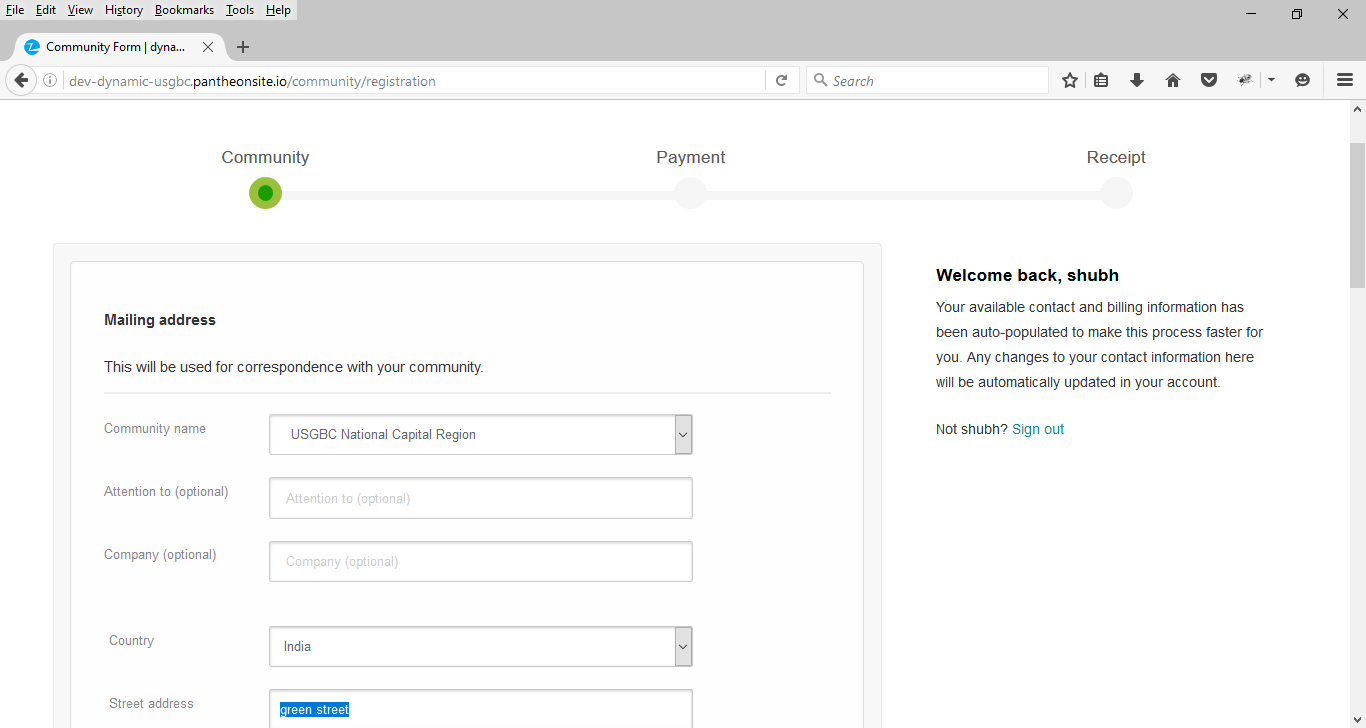 File Edit View History Bookmarks Tools Help
Community Form | dyna...
dev-dynamic-usgbc.pantheonsite.io/community/registration
Search
Community Payment Receipt
Mailing address
This will be used for correspondence with your community.
Community name
USGBC National Capital Region
Attention to (optional)
Attention to (optional)
Company (optional)
Company (optional)
Country
India
Street address
green street
Welcome back, shubh
Your available contact and billing information has
been auto-populated to make this process faster for
you. Any changes to your contact information here
will be automatically updated in your account.
Not shubh? Sign out